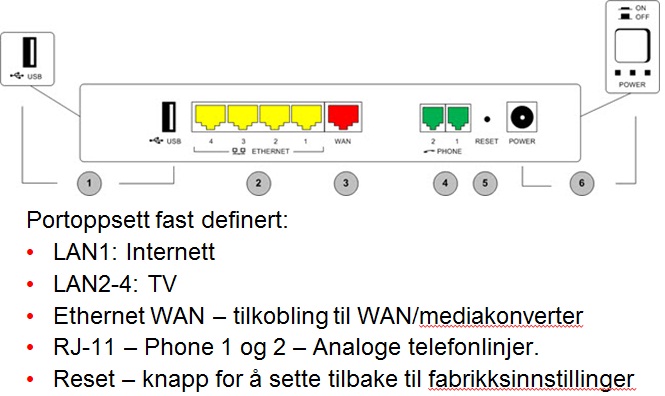 ON
OFF
USB
POWER
USB
4 3 2 1
ETHERNET
WAN
2 1
PHONE
RESET
POWER
1 2 3 4 5 6
Portoppsett fast definert:
• LAN1: Internett
• LAN2-4: TV
• Ethernet WAN – tilkobling til WAN/mediakonverter
• RJ-11 – Phone 1 og 2 – Analoge telefonlinjer.
• Reset – knapp for å sette tilbake til fabrikksinnstillinger